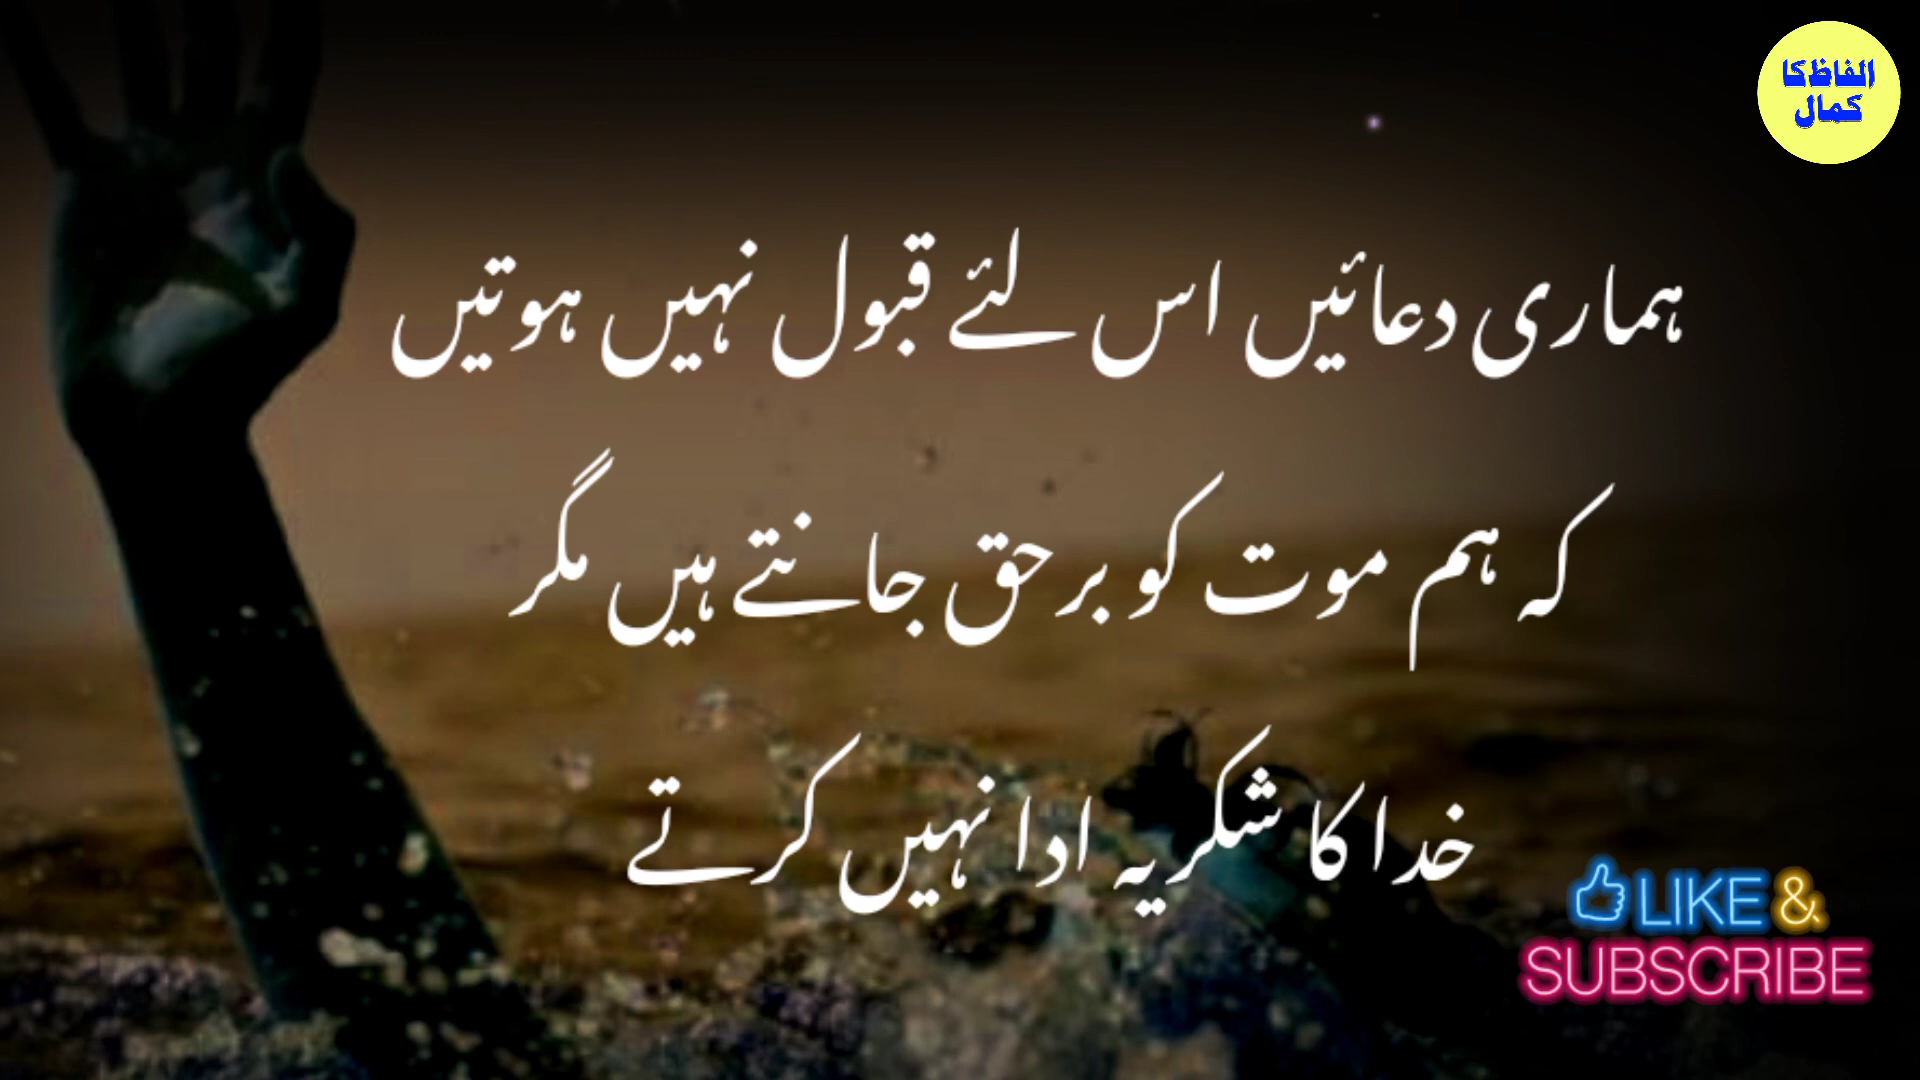 الفاظ کا
کمال
ہماری دعائیں اس لئے قبول نہیں ہوتیں
کہ ہم موت کو برحق جانتے ہیں مگر
خدا کا شکریہ ادا نہیں کرتے
LIKE &
SUBSCRIBE